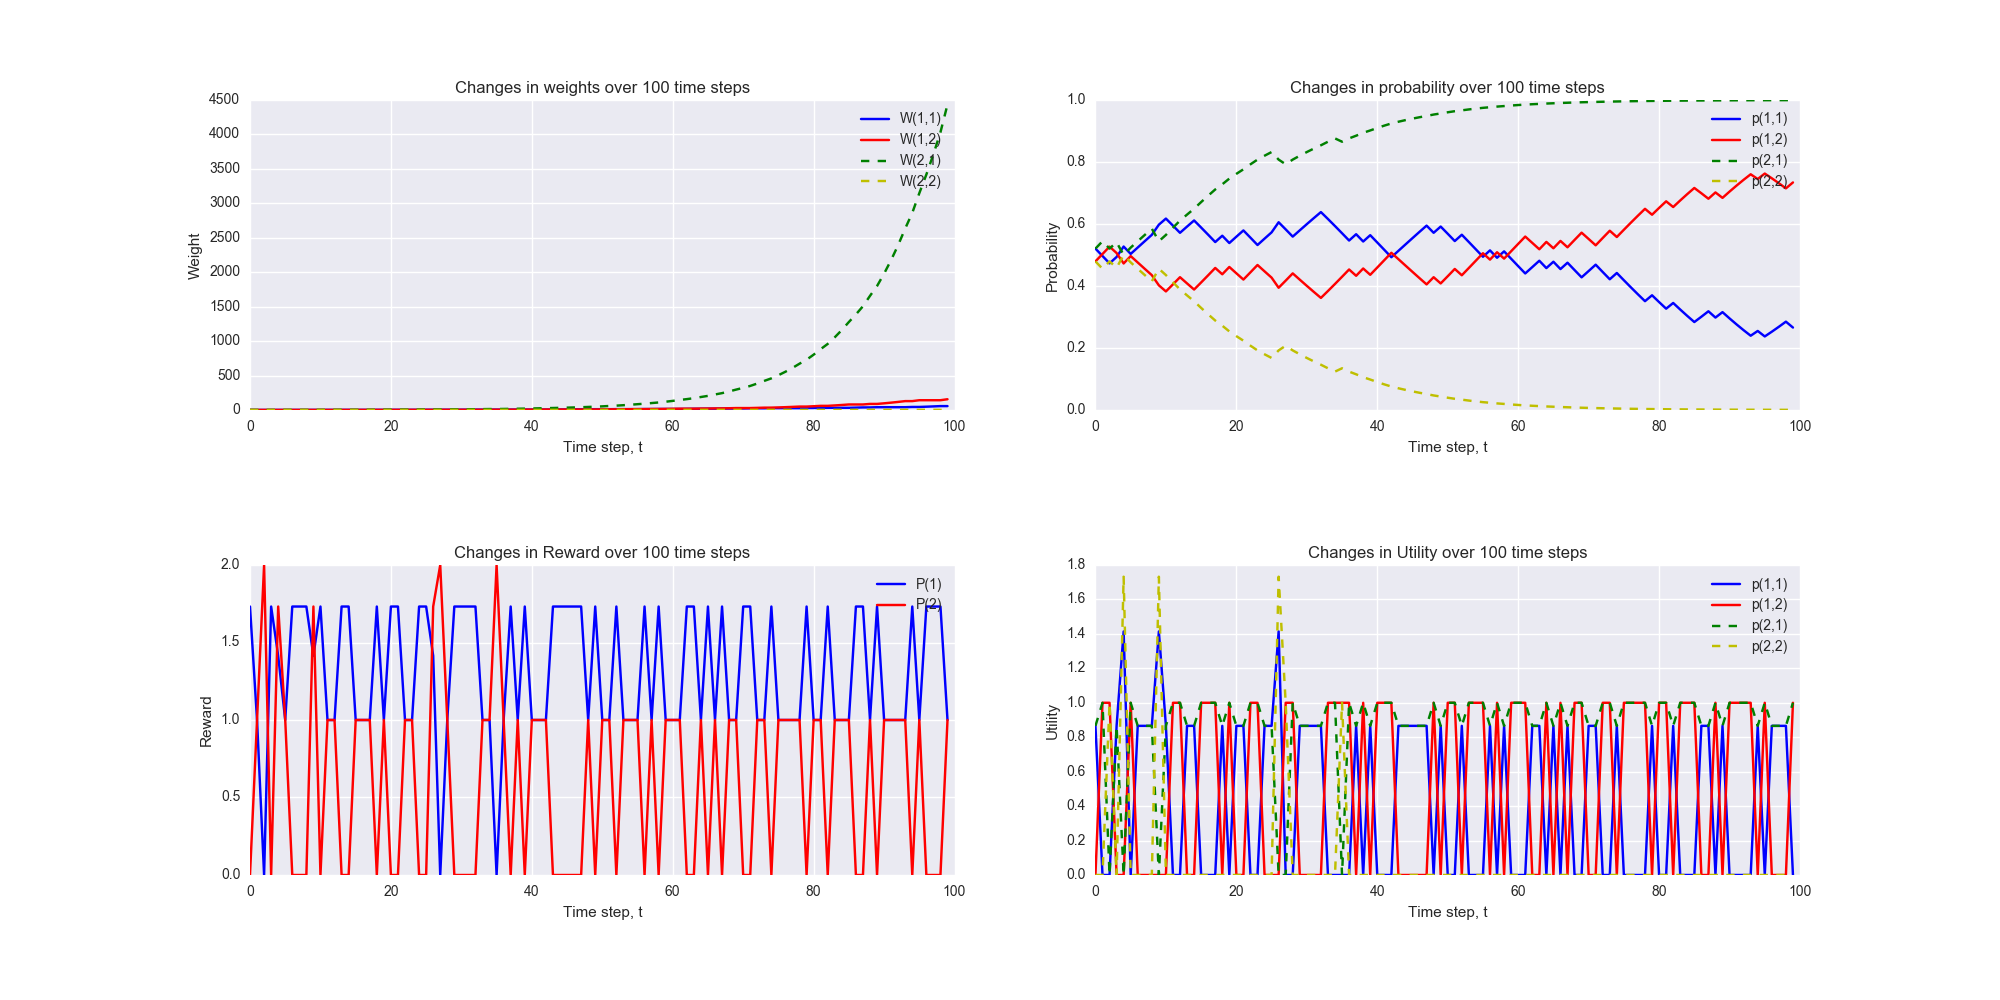 Changes in weights over 100 time steps
4500
4000
3500
3000
2500
2000
1500
1000
500
0
Weight
W(1,1)
W(1,2)
W(2,1)
W(2,2)
0 20 40 60 80 100
Time step, t
Changes in probability over 100 time steps
1.0
0.8
0.6
0.4
0.2
0.0
Probability
p(1,1)
p(1,2)
p(2,1)
p(2,2)
0 20 40 60 80 100
Time step, t
Changes in Reward over 100 time steps
2.0
1.5
1.0
0.5
0.0
Reward
P(1)
P(2)
0 20 40 60 80 100
Time step, t
Changes in Utility over 100 time steps
1.8
1.6
1.4
1.2
1.0
0.8
0.6
0.4
0.2
0.0
Utility
p(1,1)
p(1,2)
p(2,1)
p(2,2)
0 20 40 60 80 100
Time step, t